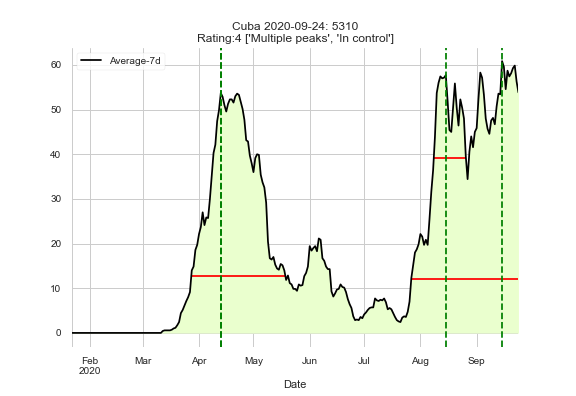 Cuba 2020-09-24: 5310
Rating:4 ['Multiple peaks', 'In control']
Average-7d
60
50
40
30
20
10
0
Feb
2020
Mar
Apr
May
Jun
Jul
Aug
Sep
Date